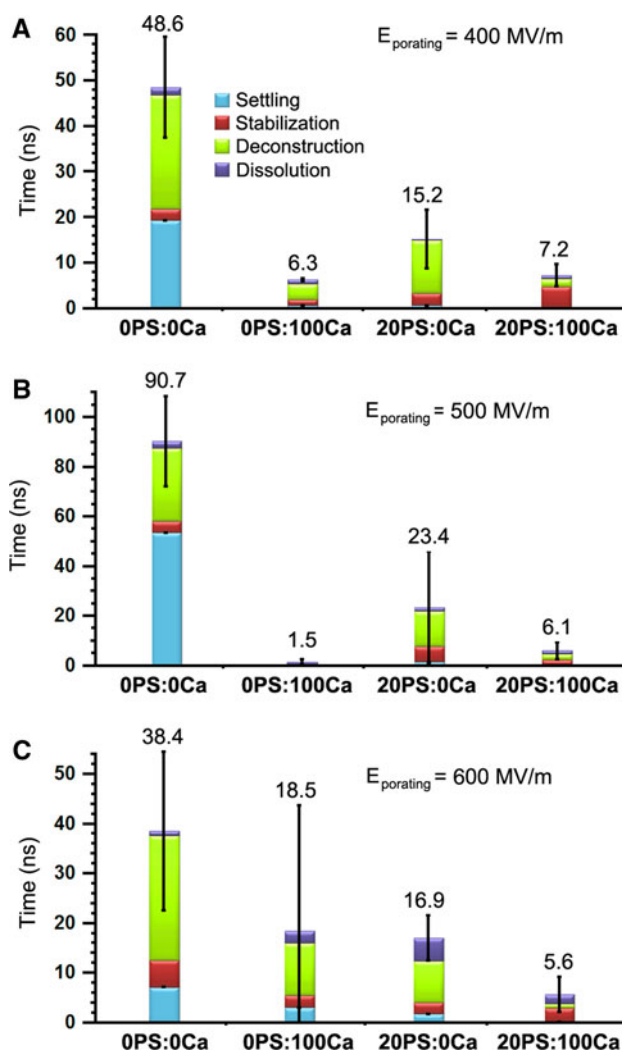 A
E porating = 400 MV/m
Time (ns)
60
50
40
30
20
10
0
48.6
6.3
15.2
7.2
Settling
Stabilization
Deconstruction
Dissolution
0PS:0Ca 0PS:100Ca 20PS:0Ca 20PS:100Ca
B
E porating = 500 MV/m
Time (ns)
100
80
60
40
20
0
90.7
1.5
23.4
6.1
0PS:0Ca 0PS:100Ca 20PS:0Ca 20PS:100Ca
C
E porating = 600 MV/m
Time (ns)
50
40
30
20
10
0
38.4
18.5
16.9
5.6
0PS:0Ca 0PS:100Ca 20PS:0Ca 20PS:100Ca